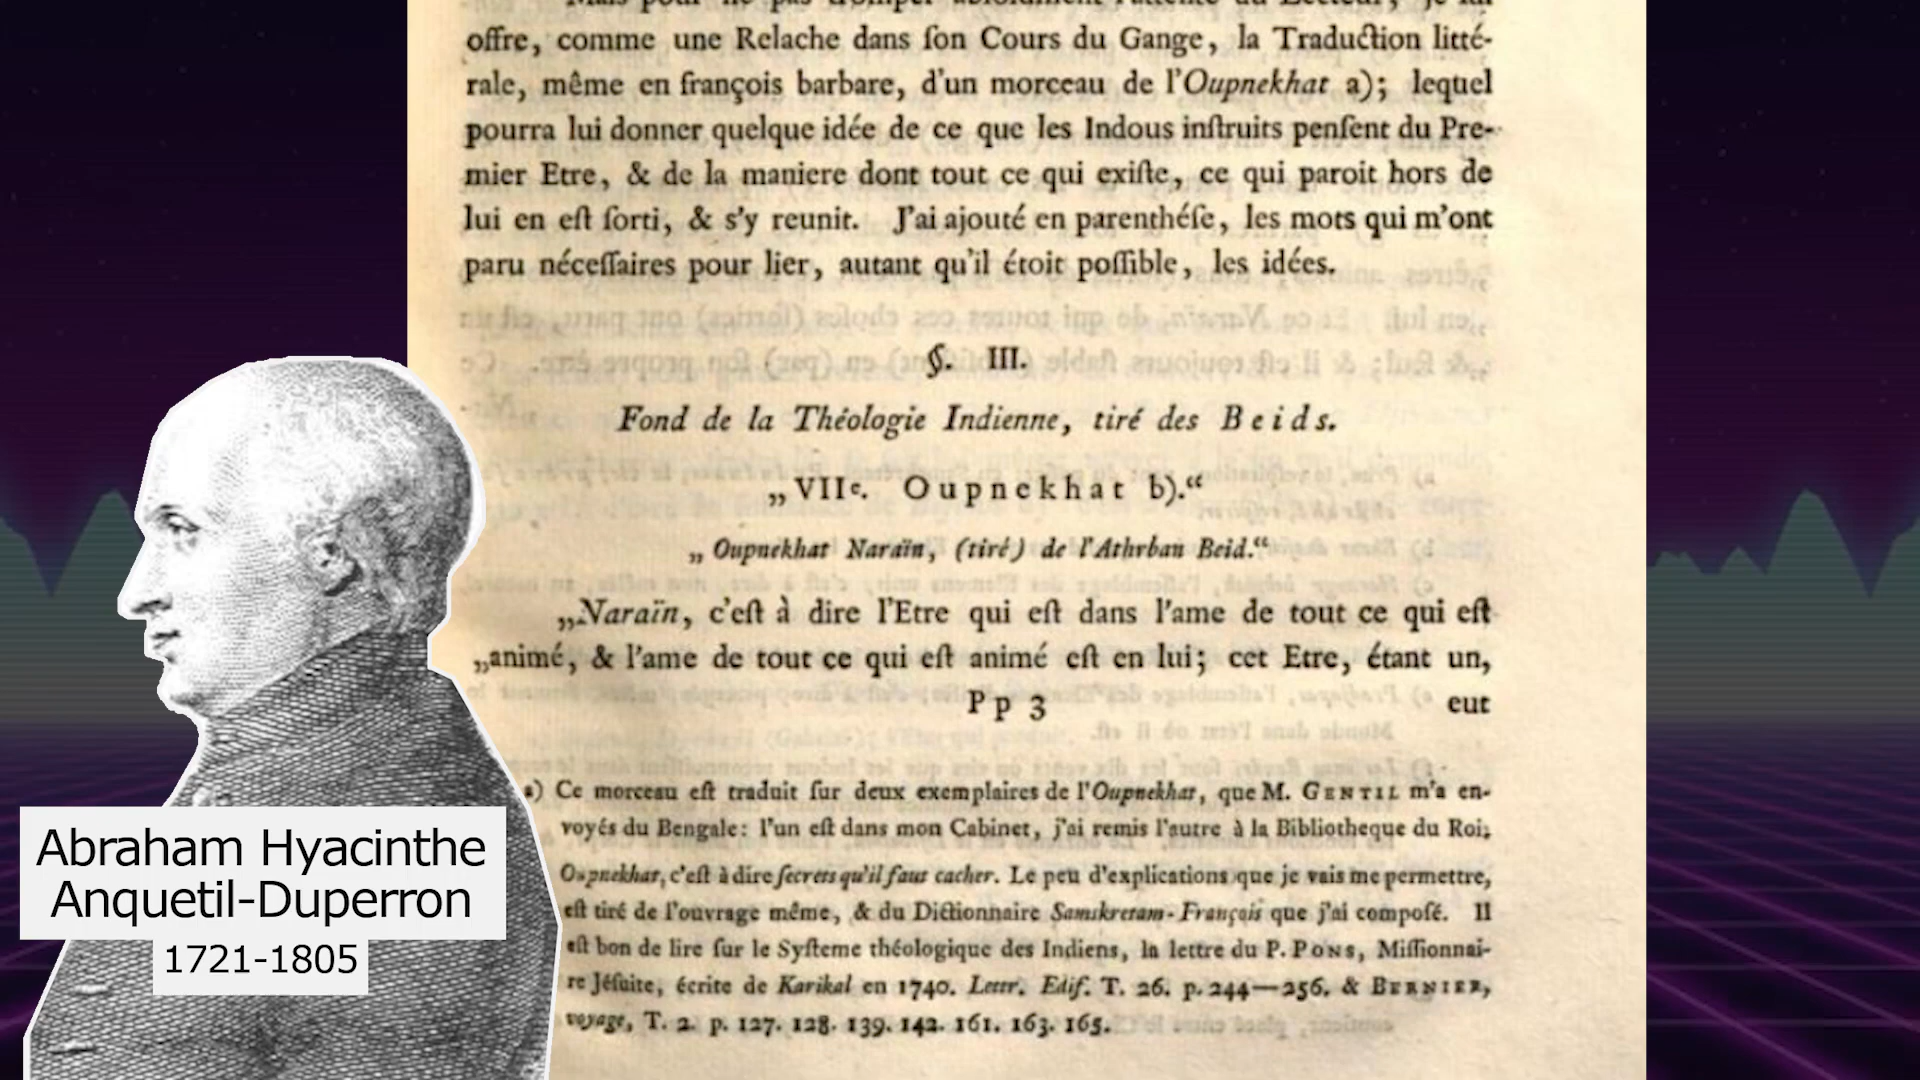 Mais pour ne pas tromper absolument l'attente du Lecteur, je lui
offre, comme une Relache dans ſon Cours du Gange, la Traduction litté-
rale, même en françois barbare, d'un morceau de l'Oupnekhat a); lequel
pourra lui donner quelque idée de ce que les Indous inſtruits penſent du Pre-
mier Etre, & de la maniere dont tout ce qui exiſte, ce qui paroit hors de
lui en eſt ſorti, & s'y reunit. J'ai ajouté en parenthéſe, les mots qui m'ont
paru néceſſaires pour lier, autant qu'il étoit poſſible, les idées.
§. III.
Fond de la Théologie Indienne, tiré des Beids.
„VIIe. Oupnekhat b).“
„Oupnekhat Naraïn, (tiré) de l'Athrban Beid.“
„Naraïn, c'eſt à dire l'Etre qui eſt dans l'ame de tout ce qui eſt
„animé, & l'ame de tout ce qui eſt animé eſt en lui; cet Etre, étant un,
Pp 3 eut
a) Ce morceau eſt traduit ſur deux exemplaires de l'Oupnekhat, que M. GENTIL m'a en-
voyés du Bengale: l'un eſt dans mon Cabinet, j'ai remis l'autre à la Bibliotheque du Roi;
Oupnekhat, c'eſt à dire ſecrets qu'il faut cacher. Le peu d'explications que je vais me permettre,
eſt tiré de l'ouvrage même, & du Dictionnaire Samskretam-François que j'ai compoſé. Il
eſt bon de lire ſur le Syſteme théologique des Indiens, la lettre du P. PONS, Miſſionnai-
re Jéſuite, écrite de Karikal en 1740. Lettr. Edif. T. 26. p. 244—256. & BERNIER,
voyage, T. 2. p. 127. 128. 139. 142. 161. 163. 165.
Abraham Hyacinthe
Anquetil-Duperron
1721-1805